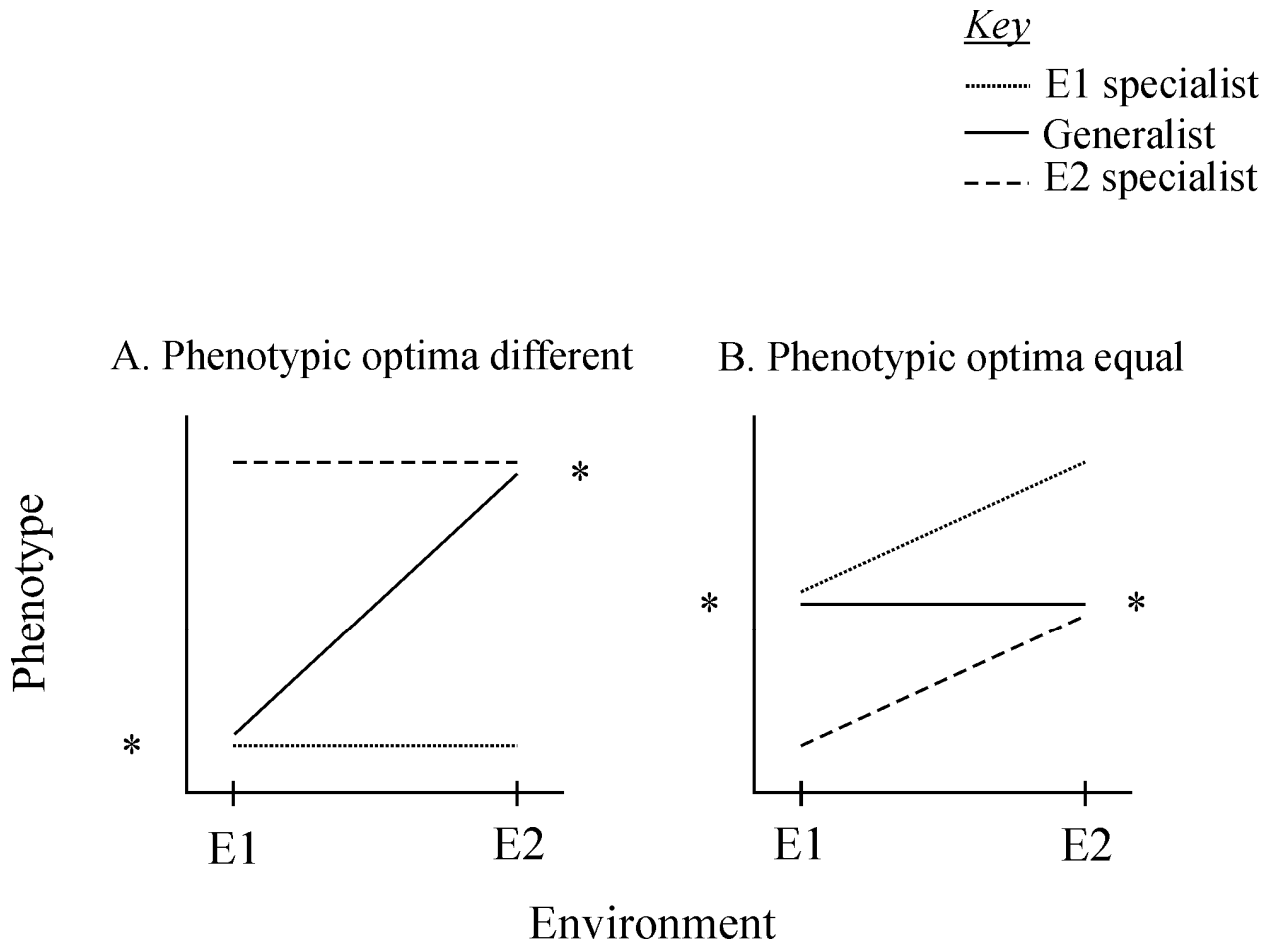 Key
E1 specialist
Generalist
E2 specialist
A. Phenotypic optima different
B. Phenotypic optima equal
Phenotype
*
*
*
*
E1
E2
E1
E2
Environment